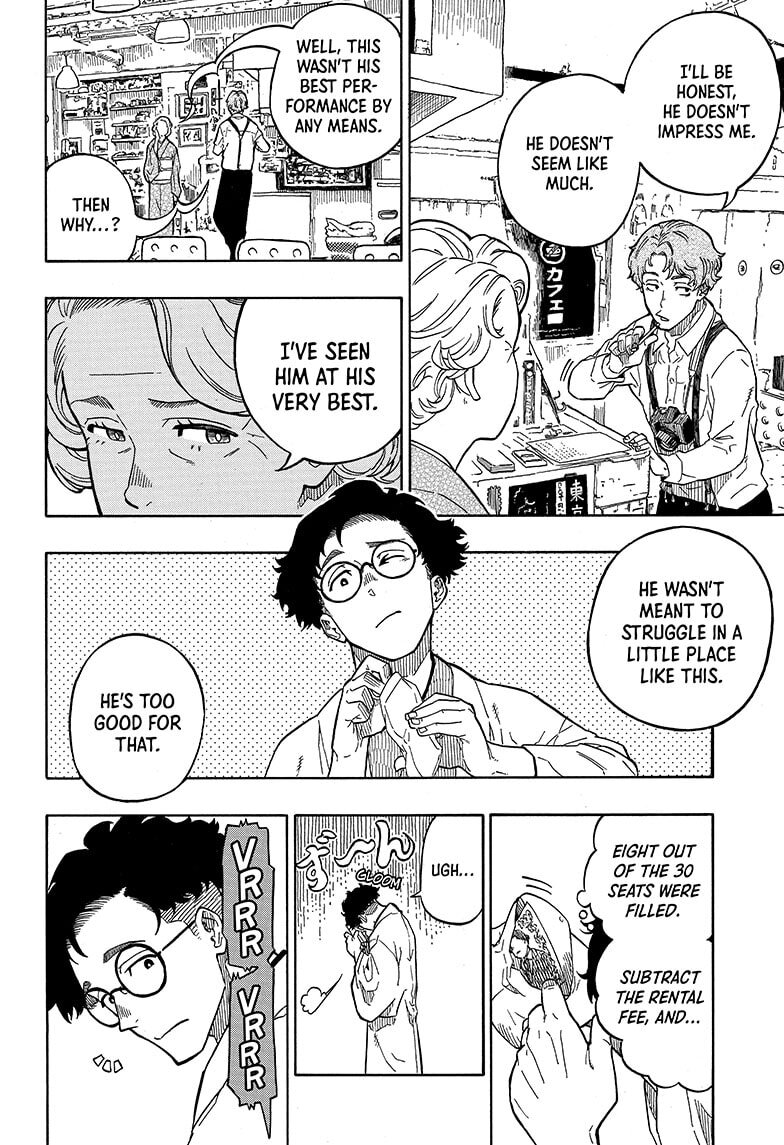 I'LL BE
HONEST,
HE DOESN'T
IMPRESS ME.
HE DOESN'T
SEEM LIKE
MUCH.
カフェ
東京
WELL, THIS
WASN'T HIS
BEST PER-
FORMANCE BY
ANY MEANS.
THEN
WHY...?
I'VE SEEN
HIM AT HIS
VERY BEST.
HE WASN'T
MEANT TO
STRUGGLE IN A
LITTLE PLACE
LIKE THIS.
HE'S TOO
GOOD FOR
THAT.
EIGHT OUT
OF THE 30
SEATS WERE
FILLED.
SUBTRACT
THE RENTAL
FEE, AND...
UGH...
ず～ん
GLOOM
VRRR
VRRR